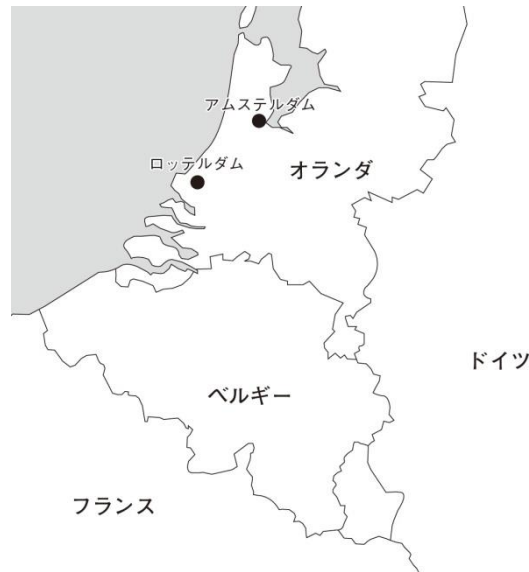 アムステルダム
ロッテルダム
オランダ
ドイツ
ベルギー
フランス